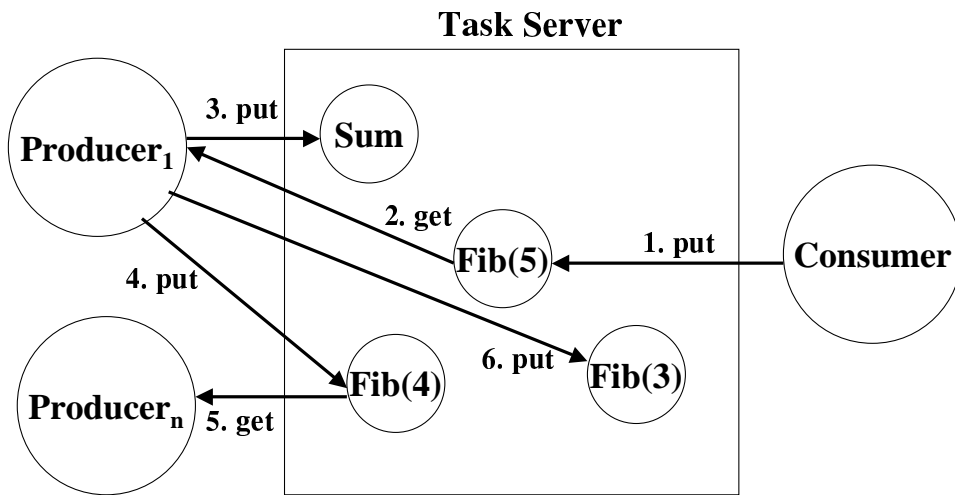 Task Server
3. put
Sum
Producer1
2. get
1. put
Fib(5)
Consumer
4. put
6. put
Fib(4)
Fib(3)
Producern
5. get